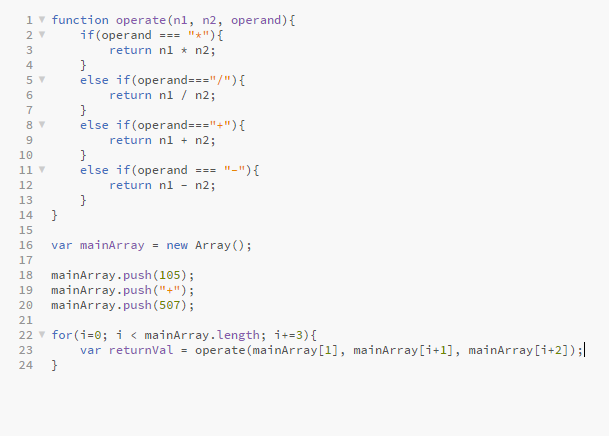 1 function operate(n1, n2, operand){
2     if(operand === "*"){
3         return n1 * n2;
4     }
5     else if(operand==="/"){
6         return n1 / n2;
7     }
8     else if(operand==="+"){
9         return n1 + n2;
10     }
11     else if(operand === "-"){
12         return n1 - n2;
13     }
14 }
15
16 var mainArray = new Array();
17
18 mainArray.push(105);
19 mainArray.push("+");
20 mainArray.push(507);
21
22 for(i=0; i < mainArray.length; i+=3){
23     var returnVal = operate(mainArray[1], mainArray[i+1], mainArray[i+2]);
24 }